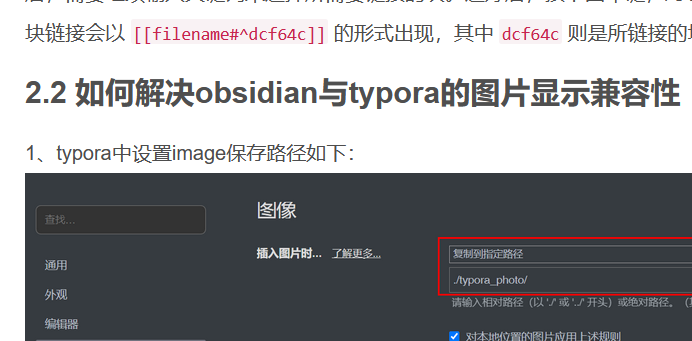 块链接会以 [[filename#^dcf64c]] 的形式出现，其中 dcf64c 则是所链接的
2.2 如何解决obsidian与typora的图片显示兼容性
1、typora中设置image保存路径如下：
图像
查找...
插入图片时... 了解更多... 复制到指定路径
通用
./typora_photo/
外观
请输入相对路径（以 './' 或 '../' 开头）或绝对路径。
编辑器
对本地位置的图片应用上述规则